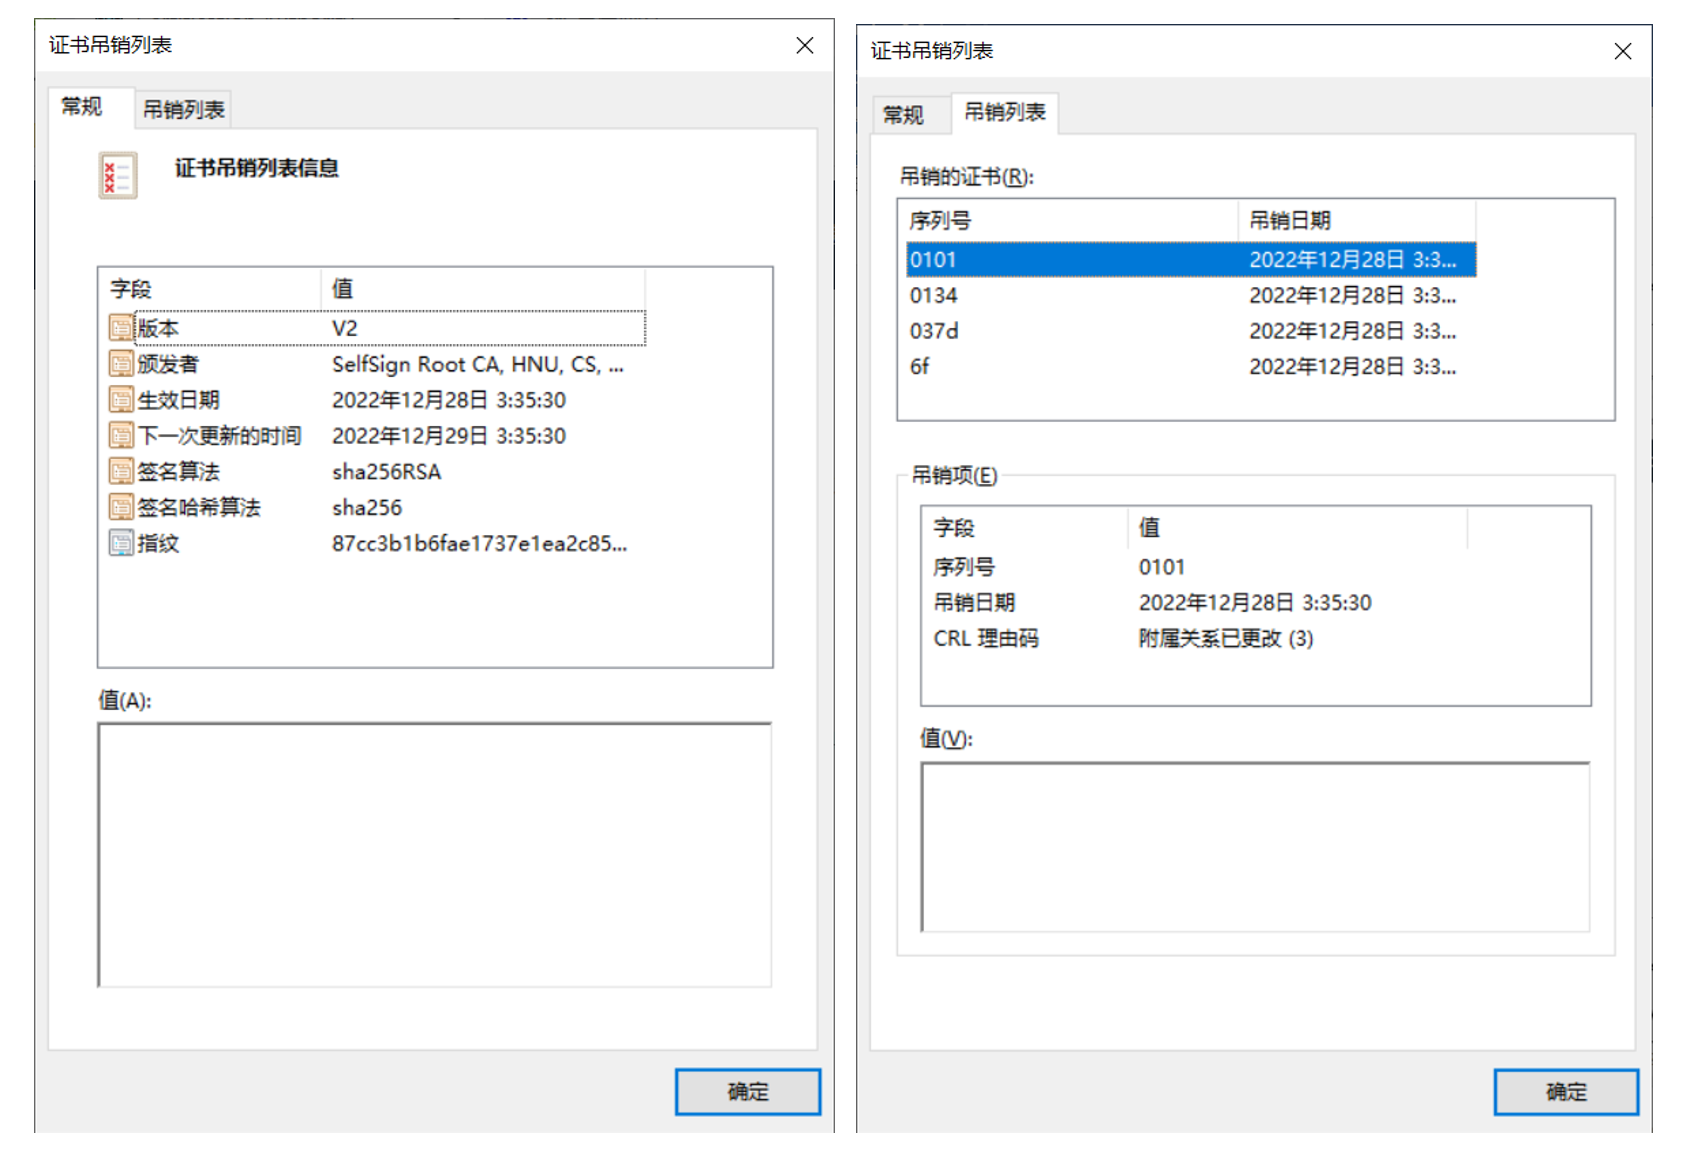 证书吊销列表
常规
吊销列表
证书吊销列表信息
字段 值
版本 V2
颁发者 SelfSign Root CA, HNU, CS, ...
生效日期 2022年12月28日 3:35:30
下一次更新的时间 2022年12月29日 3:35:30
签名算法 sha256RSA
签名哈希算法 sha256
指纹 87cc3b1b6fae1737e1ea2c85...
值(A):
确定
证书吊销列表
常规
吊销列表
吊销的证书(R):
序列号 吊销日期
0101 2022年12月28日 3:3...
0134 2022年12月28日 3:3...
037d 2022年12月28日 3:3...
6f 2022年12月28日 3:3...
吊销项(E)
字段 值
序列号 0101
吊销日期 2022年12月28日 3:35:30
CRL 理由码 附属关系已更改 (3)
值(V):
确定